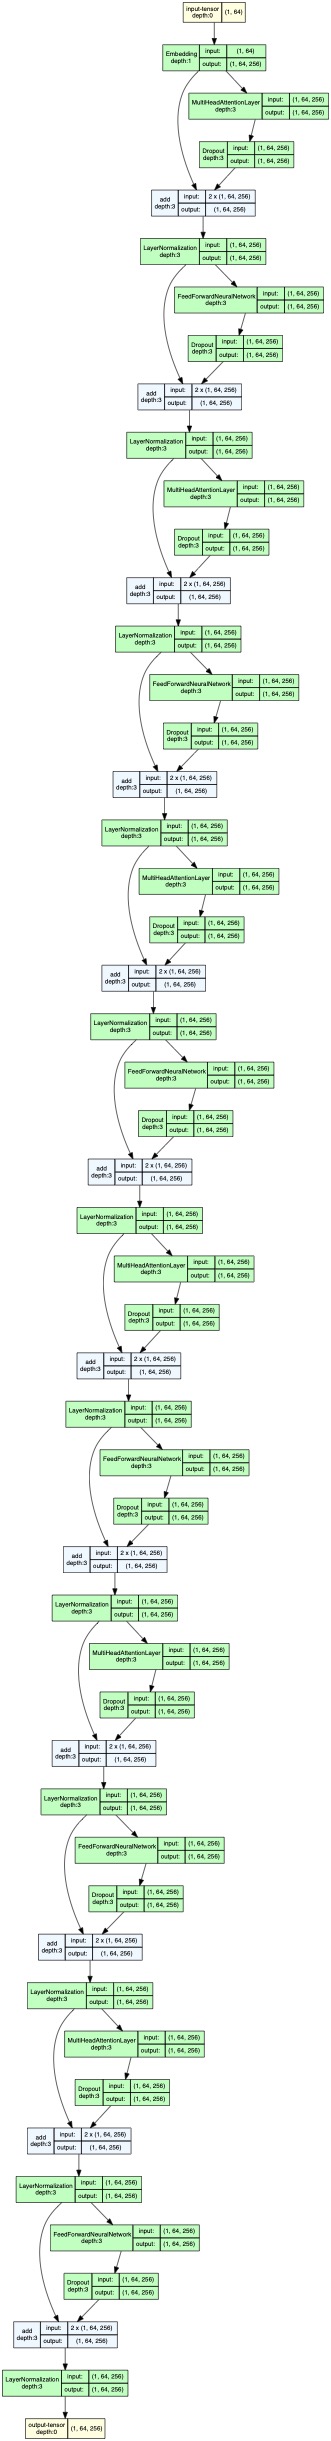 input-tensor (1, 64)
depth:0
Embedding input: (1, 64)
depth:1 output: (1, 64, 256)
MultiHeadAttentionLayer input: (1, 64, 256)
depth:3 output: (1, 64, 256)
Dropout input: (1, 64, 256)
depth:3 output: (1, 64, 256)
add input: 2 x (1, 64, 256)
depth:3 output: (1, 64, 256)
LayerNormalization input: (1, 64, 256)
depth:3 output: (1, 64, 256)
FeedForwardNeuralNetwork input: (1, 64, 256)
depth:3 output: (1, 64, 256)
Dropout input: (1, 64, 256)
depth:3 output: (1, 64, 256)
add input: 2 x (1, 64, 256)
depth:3 output: (1, 64, 256)
LayerNormalization input: (1, 64, 256)
depth:3 output: (1, 64, 256)
MultiHeadAttentionLayer input: (1, 64, 256)
depth:3 output: (1, 64, 256)
Dropout input: (1, 64, 256)
depth:3 output: (1, 64, 256)
add input: 2 x (1, 64, 256)
depth:3 output: (1, 64, 256)
LayerNormalization input: (1, 64, 256)
depth:3 output: (1, 64, 256)
FeedForwardNeuralNetwork input: (1, 64, 256)
depth:3 output: (1, 64, 256)
Dropout input: (1, 64, 256)
depth:3 output: (1, 64, 256)
add input: 2 x (1, 64, 256)
depth:3 output: (1, 64, 256)
LayerNormalization input: (1, 64, 256)
depth:3 output: (1, 64, 256)
MultiHeadAttentionLayer input: (1, 64, 256)
depth:3 output: (1, 64, 256)
Dropout input: (1, 64, 256)
depth:3 output: (1, 64, 256)
add input: 2 x (1, 64, 256)
depth:3 output: (1, 64, 256)
LayerNormalization input: (1, 64, 256)
depth:3 output: (1, 64, 256)
FeedForwardNeuralNetwork input: (1, 64, 256)
depth:3 output: (1, 64, 256)
Dropout input: (1, 64, 256)
depth:3 output: (1, 64, 256)
add input: 2 x (1, 64, 256)
depth:3 output: (1, 64, 256)
LayerNormalization input: (1, 64, 256)
depth:3 output: (1, 64, 256)
MultiHeadAttentionLayer input: (1, 64, 256)
depth:3 output: (1, 64, 256)
Dropout input: (1, 64, 256)
depth:3 output: (1, 64, 256)
add input: 2 x (1, 64, 256)
depth:3 output: (1, 64, 256)
LayerNormalization input: (1, 64, 256)
depth:3 output: (1, 64, 256)
FeedForwardNeuralNetwork input: (1, 64, 256)
depth:3 output: (1, 64, 256)
Dropout input: (1, 64, 256)
depth:3 output: (1, 64, 256)
add input: 2 x (1, 64, 256)
depth:3 output: (1, 64, 256)
LayerNormalization input: (1, 64, 256)
depth:3 output: (1, 64, 256)
MultiHeadAttentionLayer input: (1, 64, 256)
depth:3 output: (1, 64, 256)
Dropout input: (1, 64, 256)
depth:3 output: (1, 64, 256)
add input: 2 x (1, 64, 256)
depth:3 output: (1, 64, 256)
LayerNormalization input: (1, 64, 256)
depth:3 output: (1, 64, 256)
FeedForwardNeuralNetwork input: (1, 64, 256)
depth:3 output: (1, 64, 256)
Dropout input: (1, 64, 256)
depth:3 output: (1, 64, 256)
add input: 2 x (1, 64, 256)
depth:3 output: (1, 64, 256)
LayerNormalization input: (1, 64, 256)
depth:3 output: (1, 64, 256)
MultiHeadAttentionLayer input: (1, 64, 256)
depth:3 output: (1, 64, 256)
Dropout input: (1, 64, 256)
depth:3 output: (1, 64, 256)
add input: 2 x (1, 64, 256)
depth:3 output: (1, 64, 256)
LayerNormalization input: (1, 64, 256)
depth:3 output: (1, 64, 256)
FeedForwardNeuralNetwork input: (1, 64, 256)
depth:3 output: (1, 64, 256)
Dropout input: (1, 64, 256)
depth:3 output: (1, 64, 256)
add input: 2 x (1, 64, 256)
depth:3 output: (1, 64, 256)
LayerNormalization input: (1, 64, 256)
depth:3 output: (1, 64, 256)
output-tensor (1, 64, 256)
depth:0